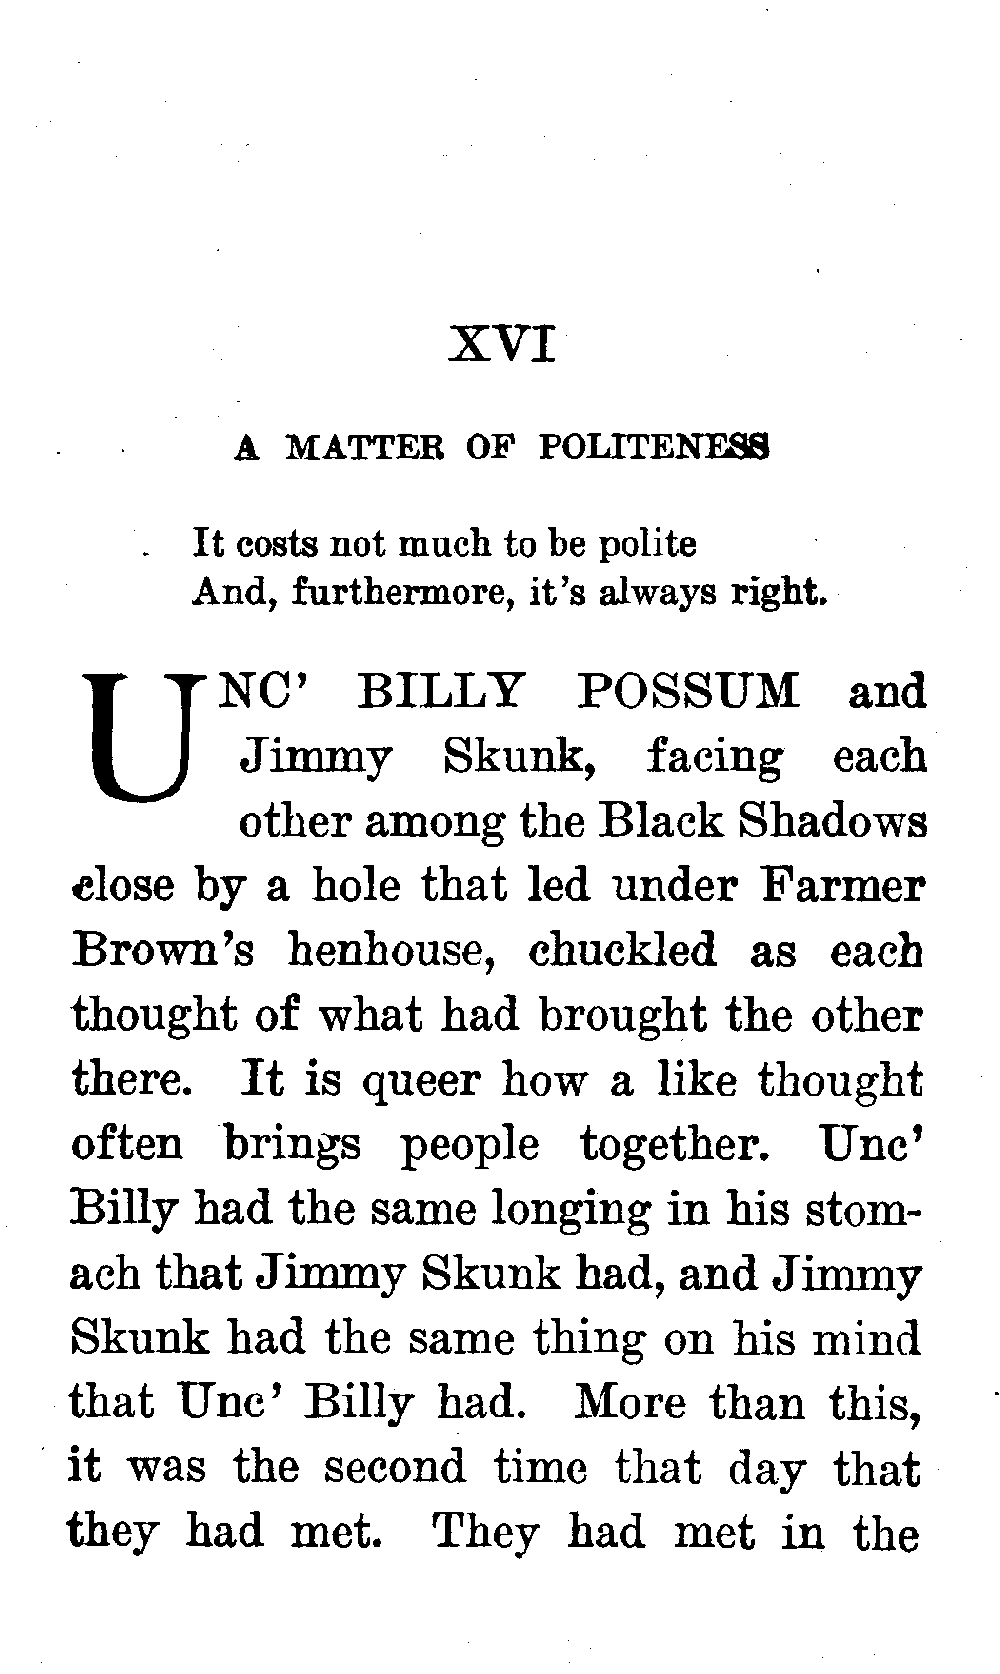 XVI
A MATTER OF POLITENESS
It costs not much to be polite
And, furthermore, it's always right.
UNC' BILLY POSSUM and
Jimmy Skunk, facing each
other among the Black Shadows
close by a hole that led under Farmer
Brown's henhouse, chuckled as each
thought of what had brought the other
there. It is queer how a like thought
often brings people together. Unc'
Billy had the same longing in his stom-
ach that Jimmy Skunk had, and Jimmy
Skunk had the same thing on his mind
that Unc' Billy had. More than this,
it was the second time that day that
they had met. They had met in the